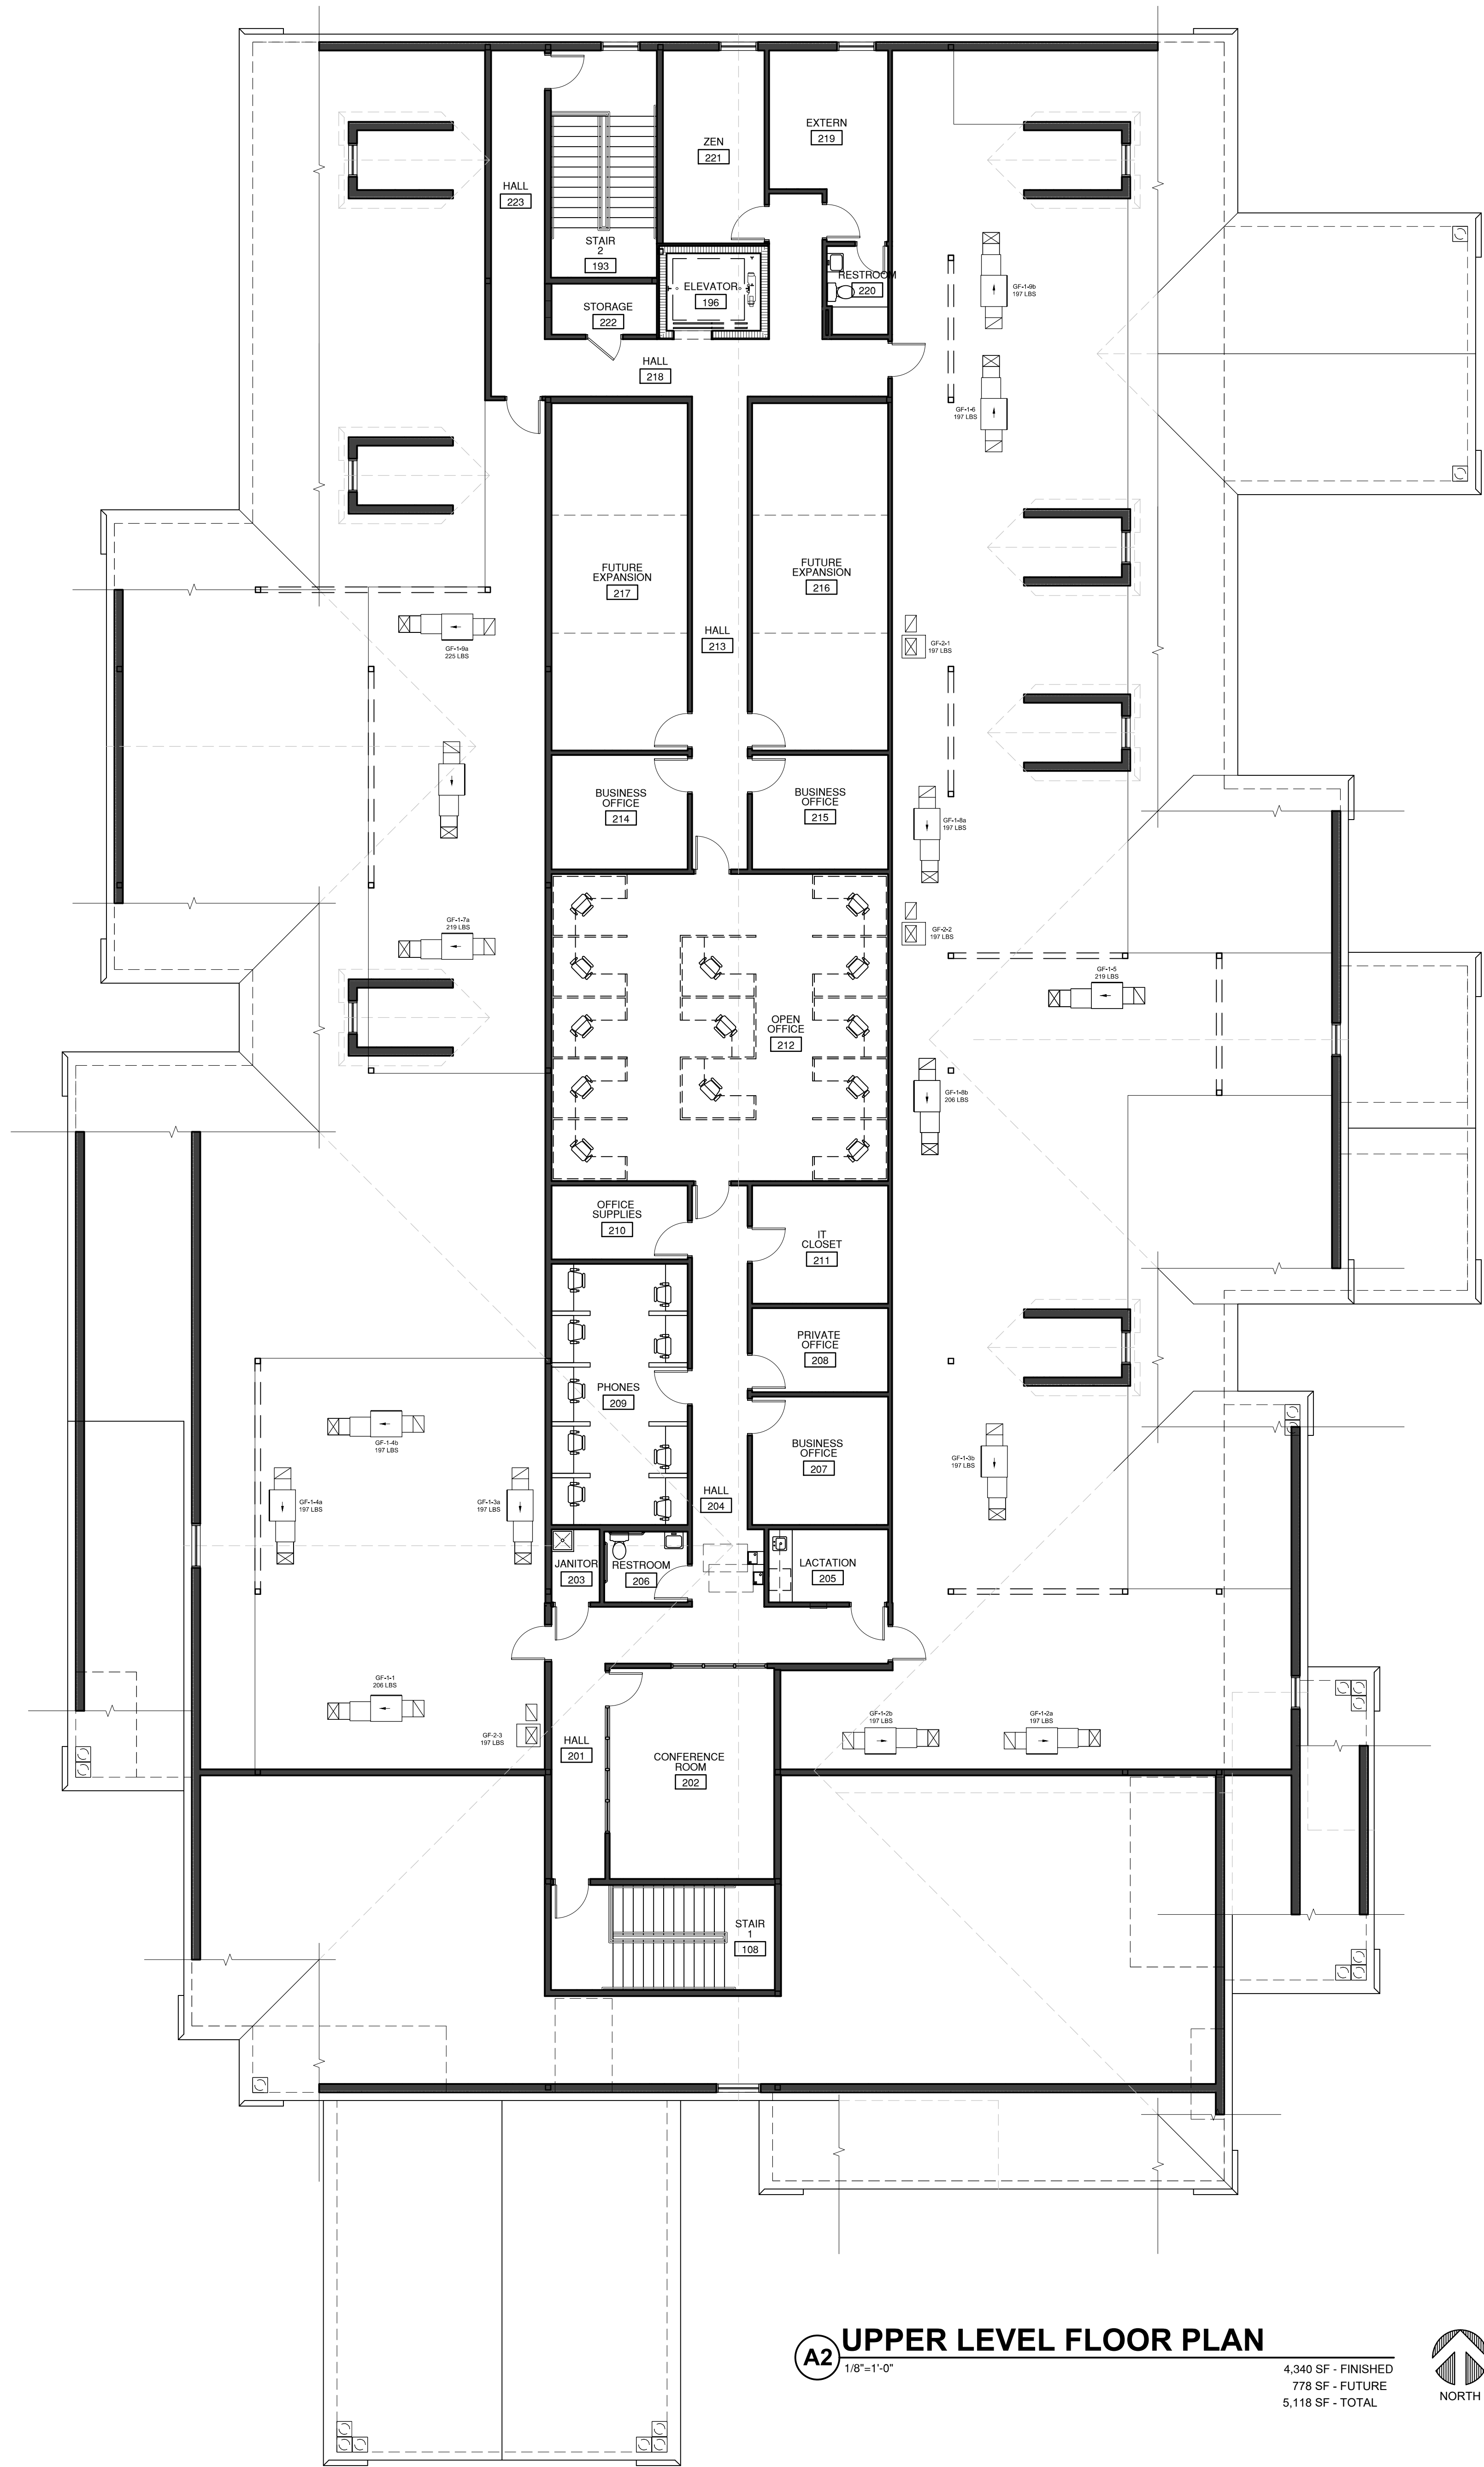 EXTERN
219
ZEN
221
HALL
223
STAIR
2
193
RESTROOM
220
ELEVATOR
196
GF-1-9b
197 LBS
STORAGE
222
HALL
218
GF-1-6
197 LBS
FUTURE
EXPANSION
217
FUTURE
EXPANSION
216
HALL
213
GF-1-9a
225 LBS
GF-2-1
197 LBS
BUSINESS
OFFICE
214
BUSINESS
OFFICE
215
GF-1-8a
197 LBS
GF-1-7a
219 LBS
GF-2-2
197 LBS
GF-1-5
219 LBS
OPEN
OFFICE
212
GF-1-8b
206 LBS
OFFICE
SUPPLIES
210
IT
CLOSET
211
PRIVATE
OFFICE
208
PHONES
209
GF-1-4b
197 LBS
BUSINESS
OFFICE
207
GF-1-3b
197 LBS
GF-1-4a
197 LBS
GF-1-3a
197 LBS
HALL
204
JANITOR
203
RESTROOM
206
LACTATION
205
GF-1-1
206 LBS
GF-2-3
197 LBS
HALL
201
CONFERENCE
ROOM
202
GF-1-2b
197 LBS
GF-1-2a
197 LBS
STAIR
1
108
A2
UPPER LEVEL FLOOR PLAN
1/8"=1'-0"
4,340 SF - FINISHED
778 SF - FUTURE
5,118 SF - TOTAL
NORTH